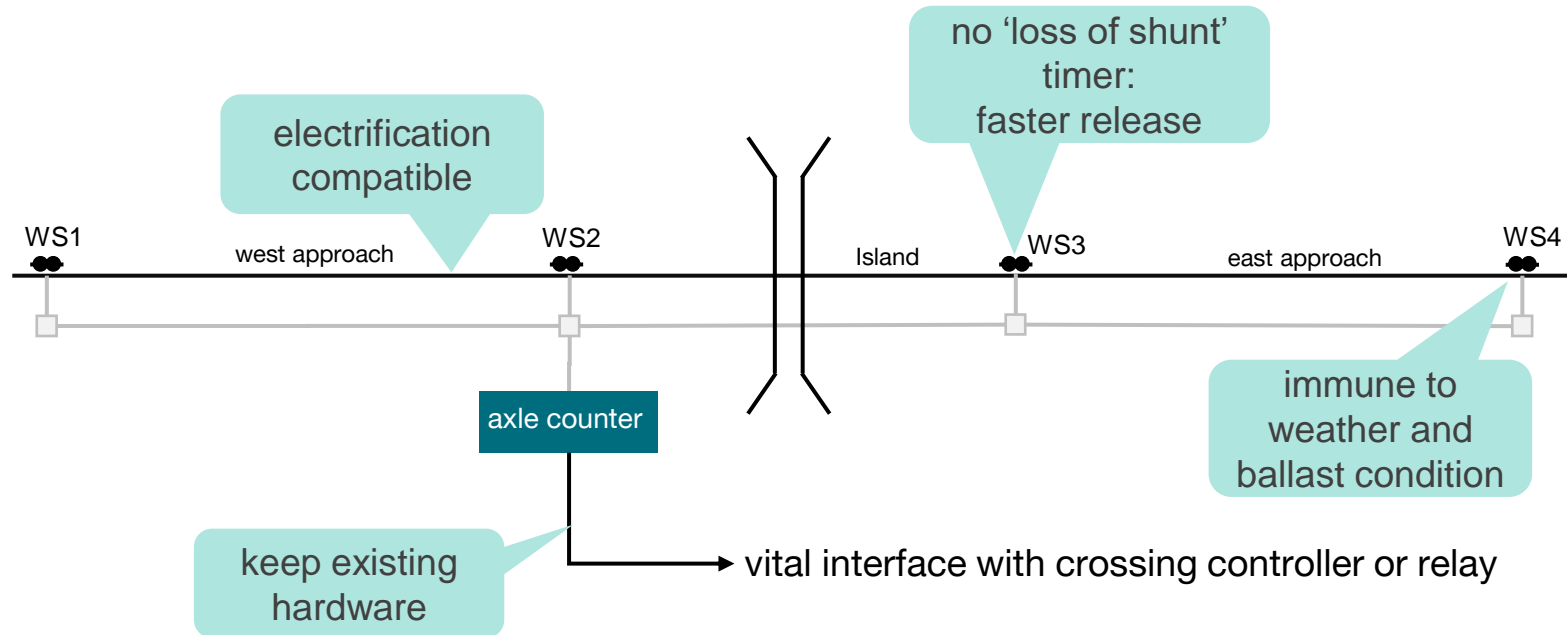 no ‘loss of shunt’
timer:
faster release
electrification
compatible
WS1
west approach
WS2
Island
WS3
east approach
WS4
axle counter
immune to
weather and
ballast condition
keep existing
hardware
vital interface with crossing controller or relay